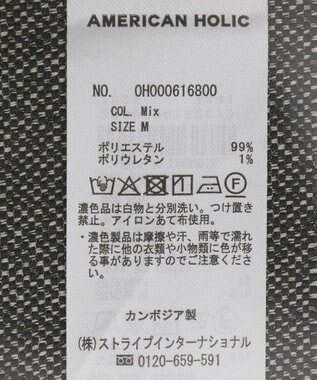 AMERICAN HOLIC
NO. 0H000616800
COL. Mix
SIZE M
ポリエステル 99%
ポリウレタン 1%
濃色品は白物と分別洗い。つけ置き
禁止。アイロンあて布使用。
・濃色製品は摩擦や汗、雨等で濡れ
た際に他の衣類や小物類に色が移
る事がありますのでお避けください。
カンボジア製
(株)ストライプインターナショナル
0120-659-591